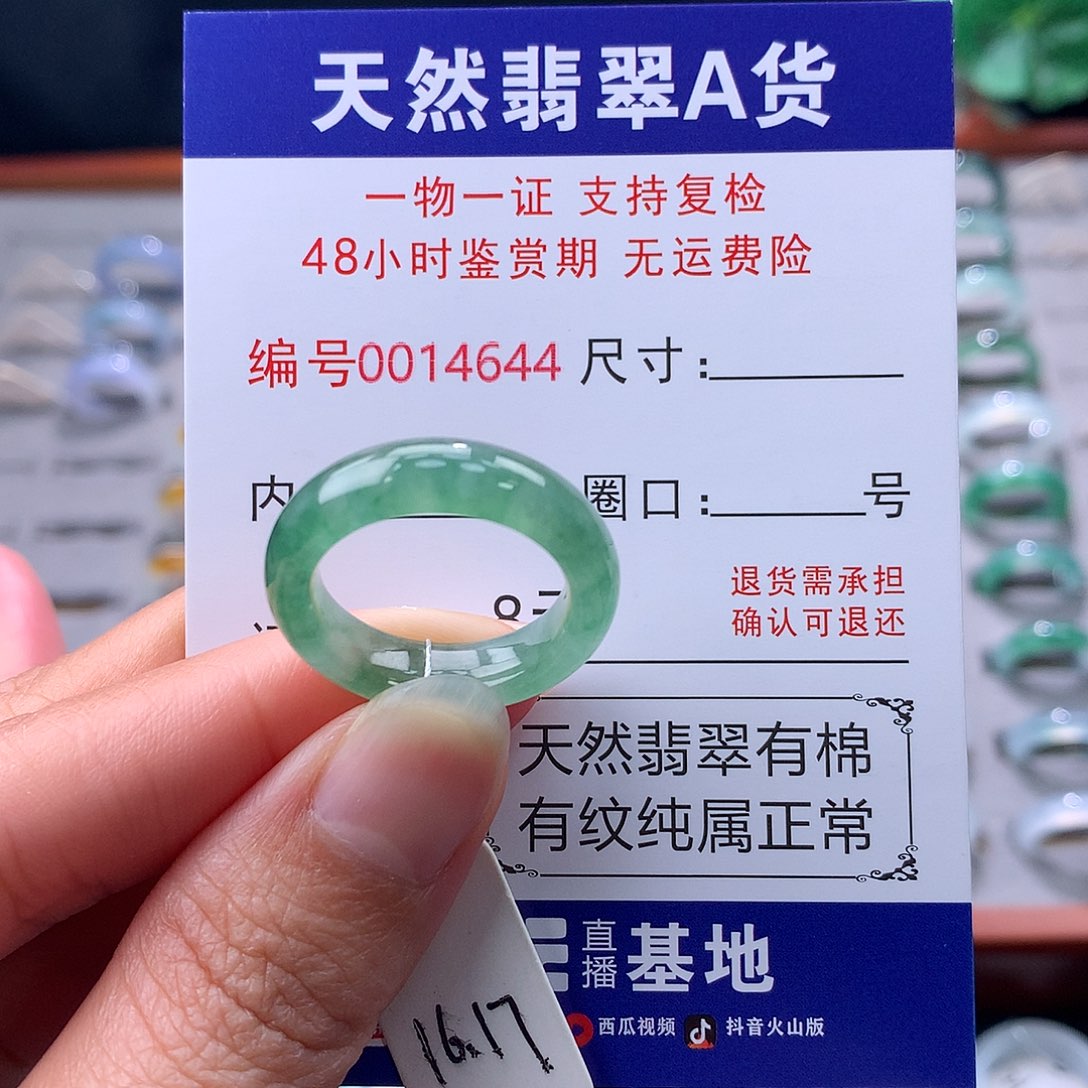 天然翡翠A货
一物一证 支持复检
48小时鉴赏期 无运费险
编号0014644 尺寸:
内 圈口: 号
退货需承担
确认可退还
天然翡翠有棉
有纹纯属正常
直播基地
西瓜视频 抖音火山版
16.17